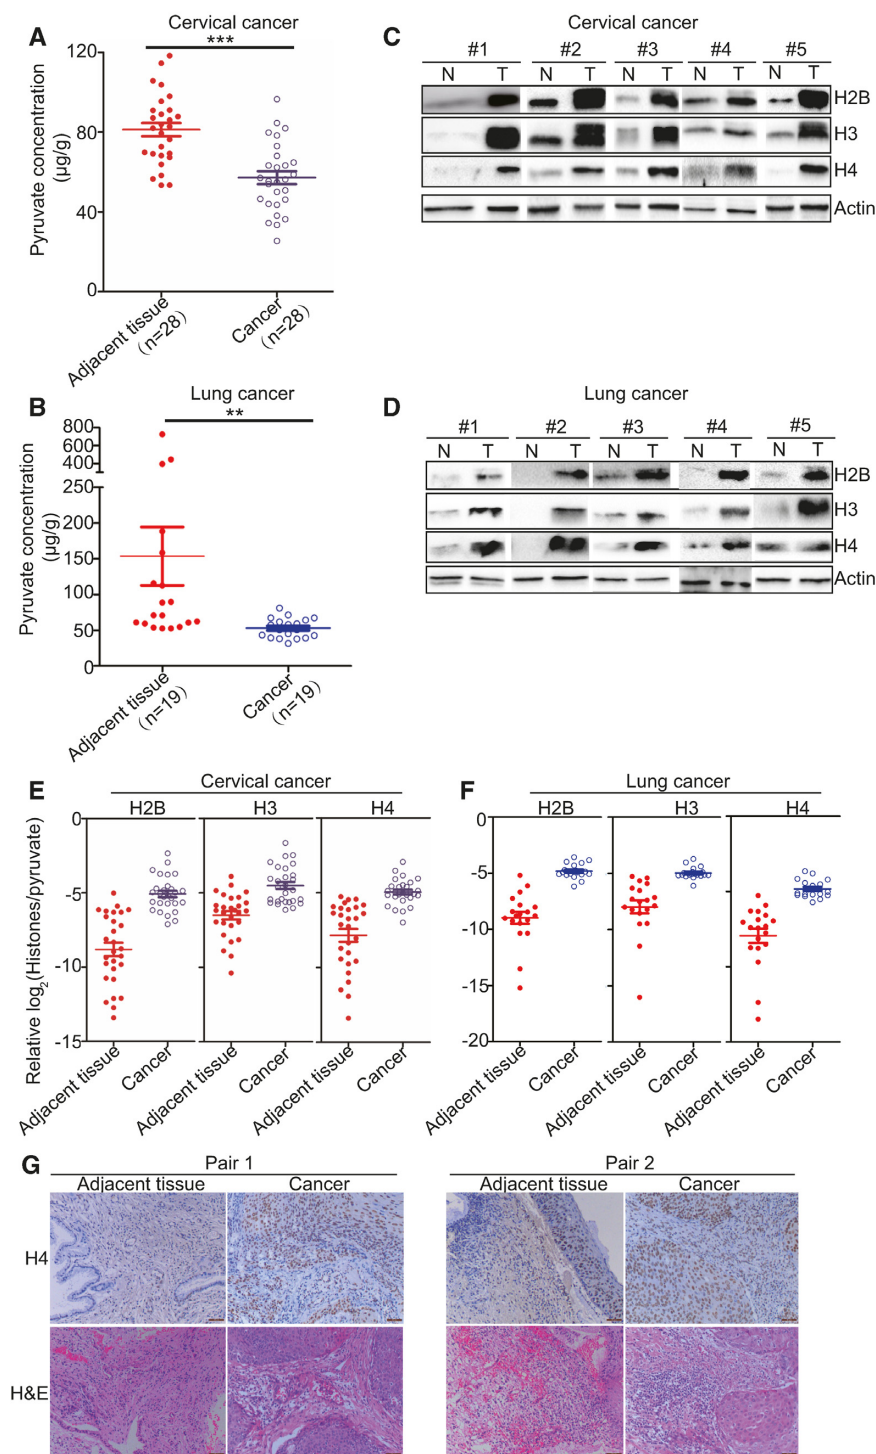 A
Cervical cancer
***
Pyruvate concentration
(µg/g)
120
80
40
0
Adjacent tissue
(n=28)
Cancer
(n=28)
C
Cervical cancer
#1 #2 #3 #4 #5
N T N T N T N T N T
H2B
H3
H4
Actin
B
Lung cancer
**
Pyruvate concentration
(µg/g)
800
600
400
250
200
150
100
50
0
Adjacent tissue
(n=19)
Cancer
(n=19)
D
Lung cancer
#1 #2 #3 #4 #5
N T N T N T N T N T
H2B
H3
H4
Actin
E
Cervical cancer
H2B H3 H4
Relative log2(Histones/pyruvate)
0
-5
-10
-15
Adjacent tissue
Cancer
Adjacent tissue
Cancer
Adjacent tissue
Cancer
F
Lung cancer
H2B H3 H4
0
-5
-10
-15
-20
Adjacent tissue
Cancer
Adjacent tissue
Cancer
Adjacent tissue
Cancer
G
Pair 1 Pair 2
Adjacent tissue Cancer Adjacent tissue Cancer
H4
H&E